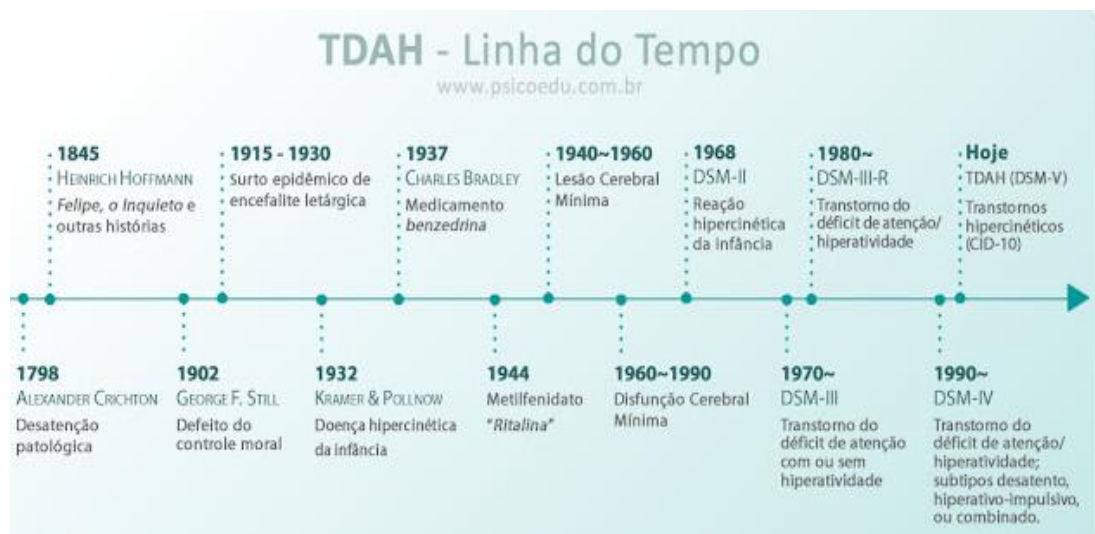 TDAH - Linha do Tempo
www.psicoedu.com.br
1845
HEINRICH HOFFMANN
Felipe, o Inquieto e
outras histórias
1915 - 1930
Surto epidêmico de
encefalite letárgica
1937
CHARLES BRADLEY
Medicamento
benzedrina
1940~1960
Lesão Cerebral
Mínima
1968
DSM-II
Reação
hipercinética
da infância
1980~
DSM-III-R
Transtorno do
déficit de atenção/
hiperatividade
Hoje
TDAH (DSM-V)
Transtornos
hipercinéticos
(CID-10)
1798
ALEXANDER CRICHTON
Desatenção
patológica
1902
GEORGE F. STILL
Defeito do
controle moral
1932
KRAMER & POLLNOW
Doença hipercinética
da infância
1944
Metilfenidato
"Ritalina"
1960~1990
Disfunção Cerebral
Mínima
1970~
DSM-III
Transtorno do
déficit de atenção
com ou sem
hiperatividade
1990~
DSM-IV
Transtorno do
déficit de atenção/
hiperatividade;
subtipos desatento,
hiperativo-impulsivo,
ou combinado.